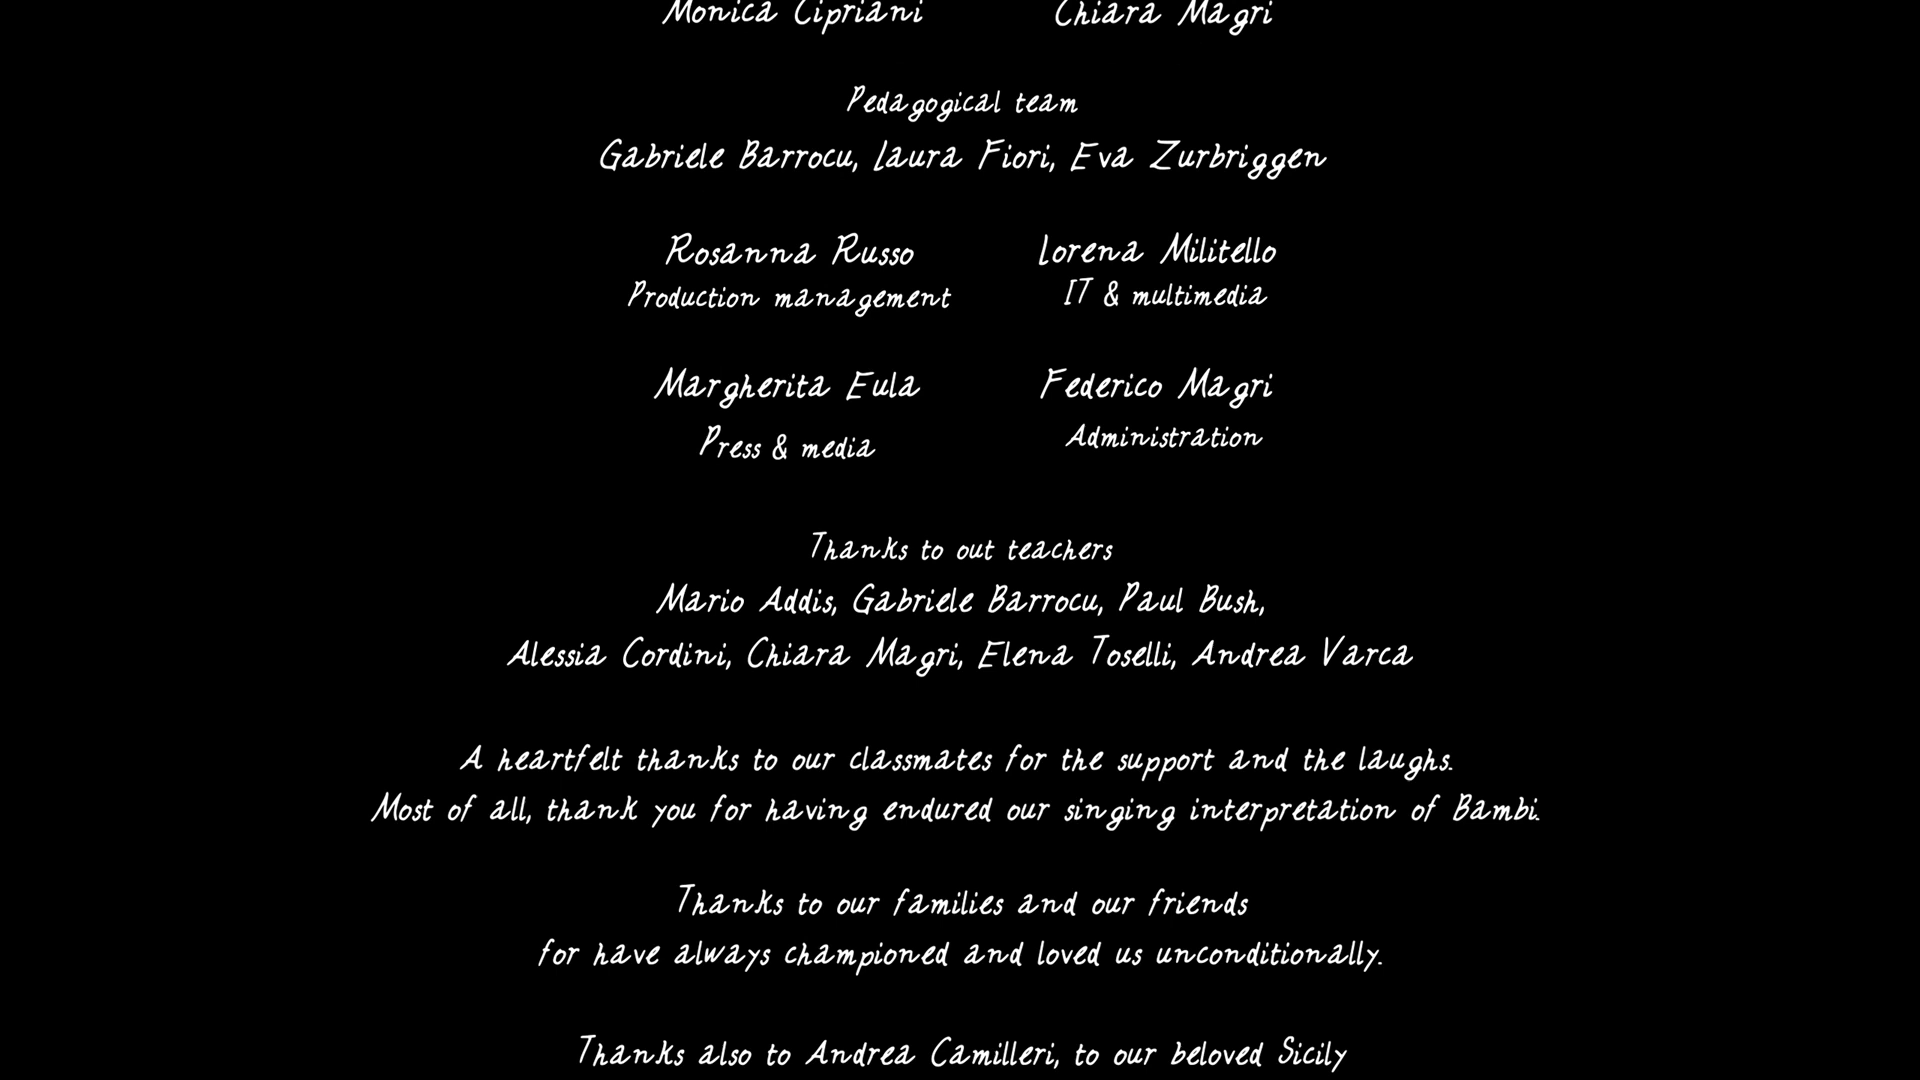 Monica Cipriani Chiara Magri
Pedagogical team
Gabriele Barrocu, Laura Fiori, Eva Zurbriggen
Rosanna Russo Lorena Militello
Production management IT & multimedia
Margherita Eula Federico Magri
Press & media Administration
Thanks to out teachers
Mario Addis, Gabriele Barrocu, Paul Bush,
Alessia Cordini, Chiara Magri, Elena Toselli, Andrea Varca
A heartfelt thanks to our classmates for the support and the laughs.
Most of all, thank you for having endured our singing interpretation of Bambi.
Thanks to our families and our friends
for have always championed and loved us unconditionally.
Thanks also to Andrea Camilleri, to our beloved Sicily